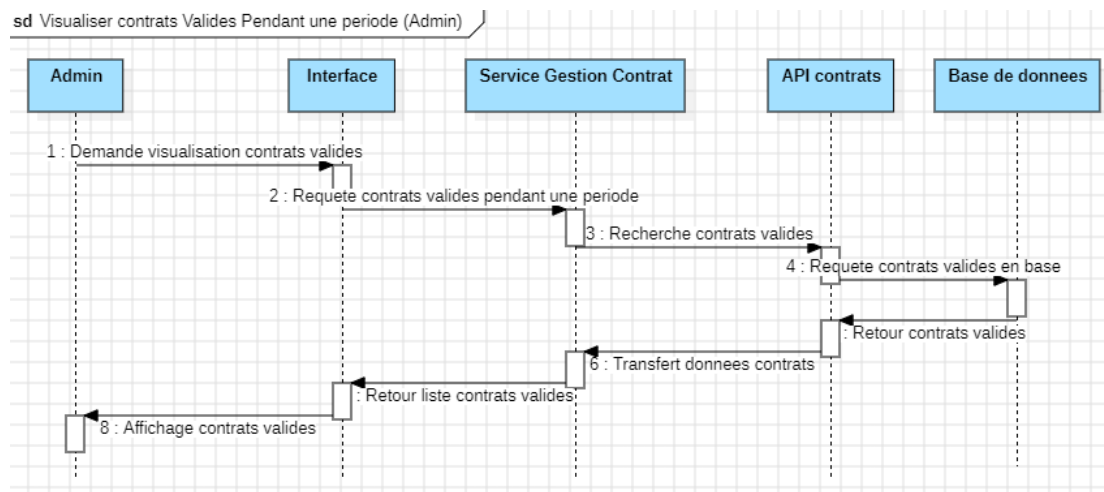 sd Visualiser contrats Valides Pendant une periode (Admin)
Admin
Interface
Service Gestion Contrat
API contrats
Base de donnees
1 : Demande visualisation contrats valides
2 : Requete contrats valides pendant une periode
3 : Recherche contrats valides
4 : Requete contrats valides en base
: Retour contrats valides
6 : Transfert donnees contrats
: Retour liste contrats valides
8 : Affichage contrats valides